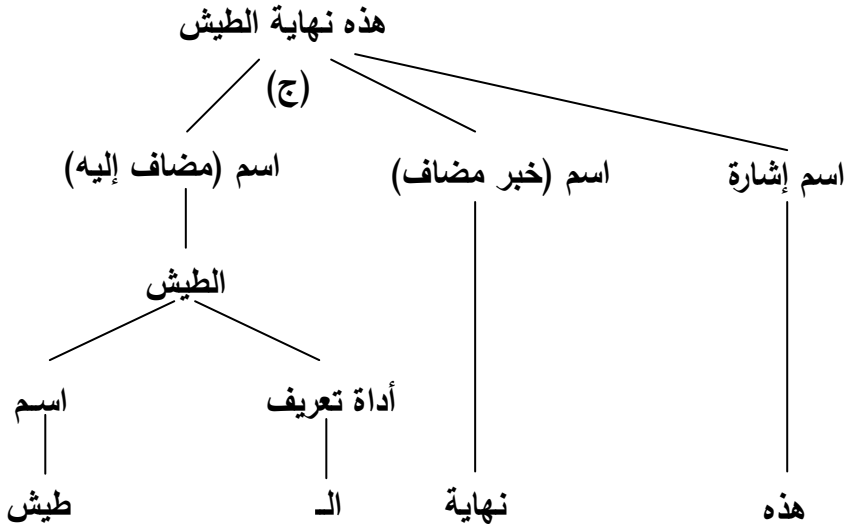 هذه نهاية الطيش
(ج)
اسم إشارة اسم (خبر مضاف) اسم (مضاف إليه)
الطيش
أداة تعريف اسم
هذه نهاية الـ طيش